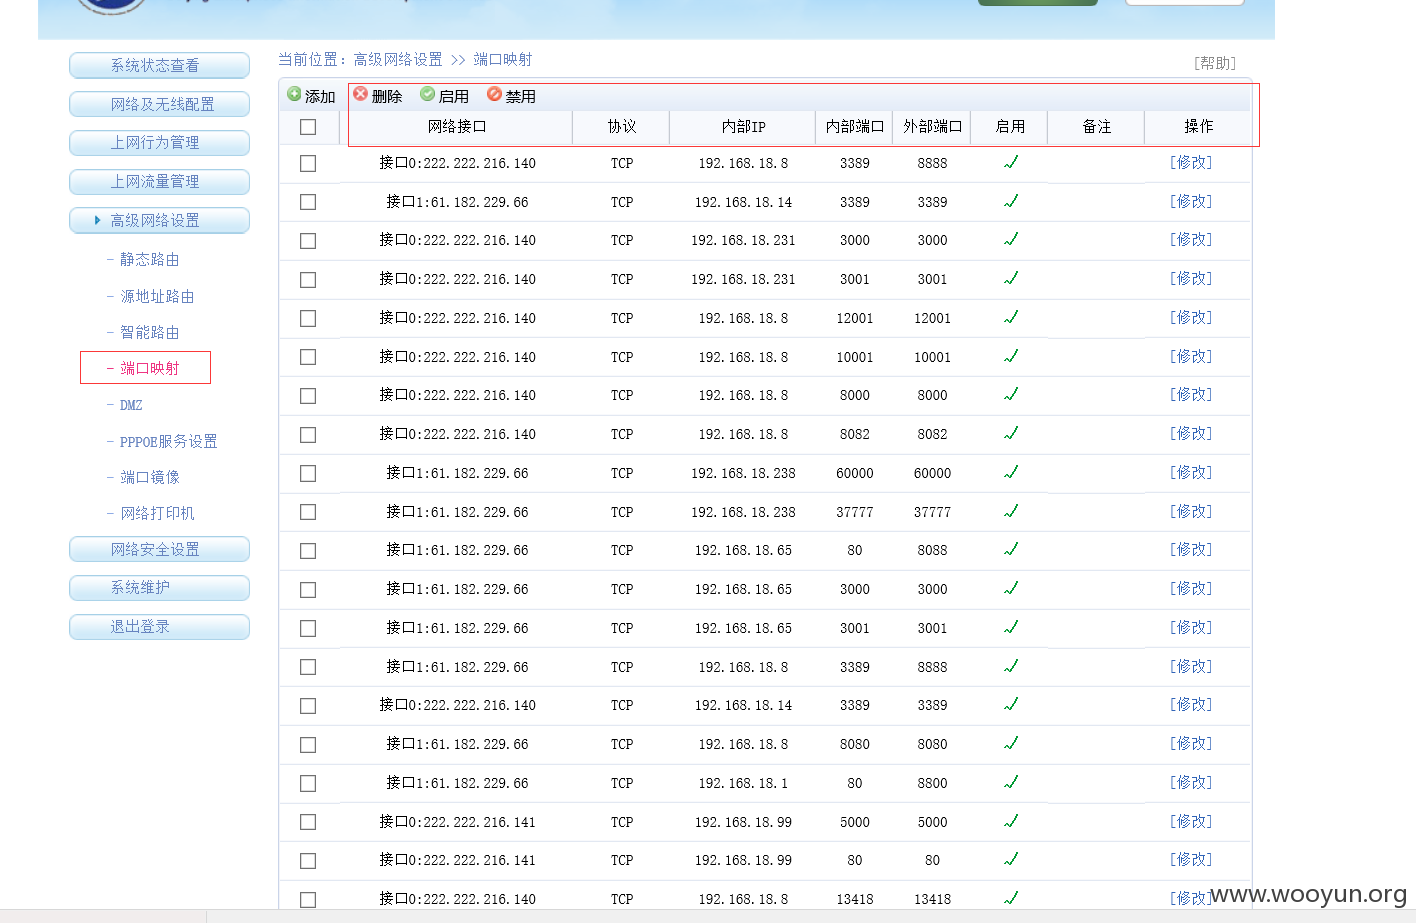 当前位置：高级网络设置 >> 端口映射
[帮助]
系统状态查看
网络及无线配置
上网行为管理
上网流量管理
高级网络设置
- 静态路由
- 源地址路由
- 智能路由
- 端口映射
- DMZ
- PPPOE服务设置
- 端口镜像
- 网络打印机
网络安全设置
系统维护
退出登录
添加 删除 启用 禁用
网络接口 协议 内部IP 内部端口 外部端口 启用 备注 操作
接口0:222.222.216.140 TCP 192.168.18.8 3389 8888 [修改]
接口1:61.182.229.66 TCP 192.168.18.14 3389 3389 [修改]
接口0:222.222.216.140 TCP 192.168.18.231 3000 3000 [修改]
接口0:222.222.216.140 TCP 192.168.18.231 3001 3001 [修改]
接口0:222.222.216.140 TCP 192.168.18.8 12001 12001 [修改]
接口0:222.222.216.140 TCP 192.168.18.8 10001 10001 [修改]
接口0:222.222.216.140 TCP 192.168.18.8 8000 8000 [修改]
接口0:222.222.216.140 TCP 192.168.18.8 8082 8082 [修改]
接口1:61.182.229.66 TCP 192.168.18.238 60000 60000 [修改]
接口1:61.182.229.66 TCP 192.168.18.238 37777 37777 [修改]
接口1:61.182.229.66 TCP 192.168.18.65 80 8088 [修改]
接口1:61.182.229.66 TCP 192.168.18.65 3000 3000 [修改]
接口1:61.182.229.66 TCP 192.168.18.65 3001 3001 [修改]
接口1:61.182.229.66 TCP 192.168.18.8 3389 8888 [修改]
接口0:222.222.216.140 TCP 192.168.18.14 3389 3389 [修改]
接口1:61.182.229.66 TCP 192.168.18.8 8080 8080 [修改]
接口1:61.182.229.66 TCP 192.168.18.1 80 8800 [修改]
接口0:222.222.216.141 TCP 192.168.18.99 5000 5000 [修改]
接口0:222.222.216.141 TCP 192.168.18.99 80 80 [修改]
接口0:222.222.216.140 TCP 192.168.18.8 13418 13418 [修改]
www.wooyun.org